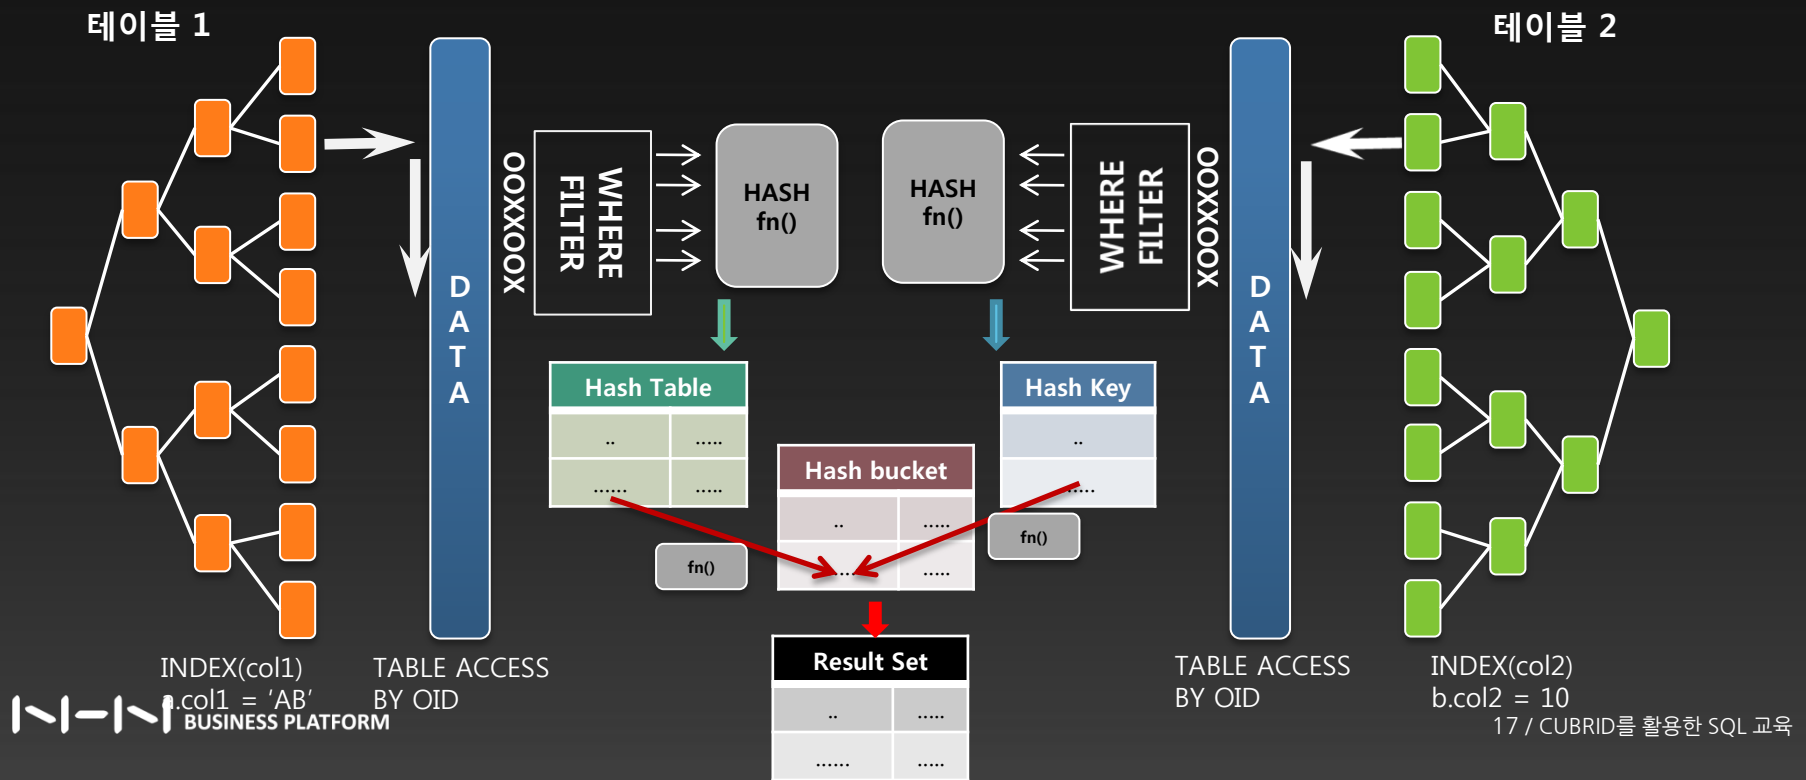 테이블 1
테이블 2
OOXXOOX
WHERE
FILTER
HASH
fn()
HASH
fn()
WHERE
FILTER
XOOXXOO
D
A
T
A
D
A
T
A
Hash Table
..
.....
......
.....
Hash Key
..
.....
Hash bucket
..
.....
.....
fn()
fn()
Result Set
..
.....
......
.....
INDEX(col1)
a.col1 = ‘AB’
TABLE ACCESS
BY OID
TABLE ACCESS
BY OID
INDEX(col2)
b.col2 = 10
NHN BUSINESS PLATFORM
17 / CUBRID를 활용한 SQL 교육